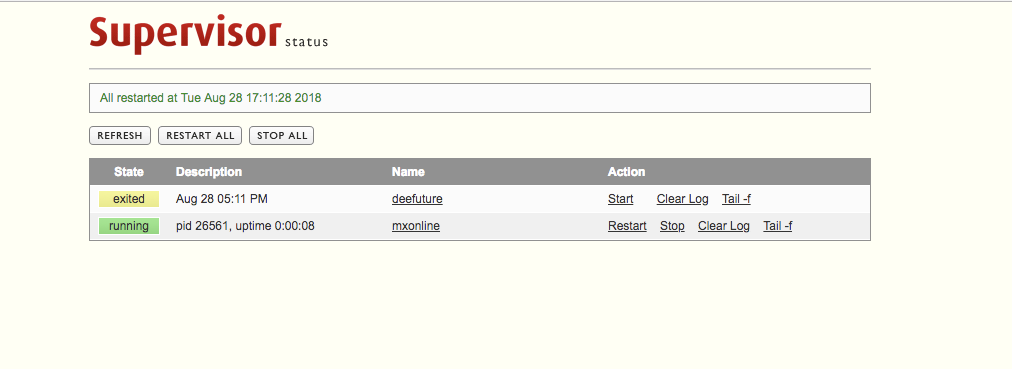 Supervisor status
All restarted at Tue Aug 28 17:11:28 2018
REFRESH RESTART ALL STOP ALL
State Description Name Action
exited Aug 28 05:11 PM deefuture Start Clear Log Tail -f
running pid 26561, uptime 0:00:08 mxonline Restart Stop Clear Log Tail -f